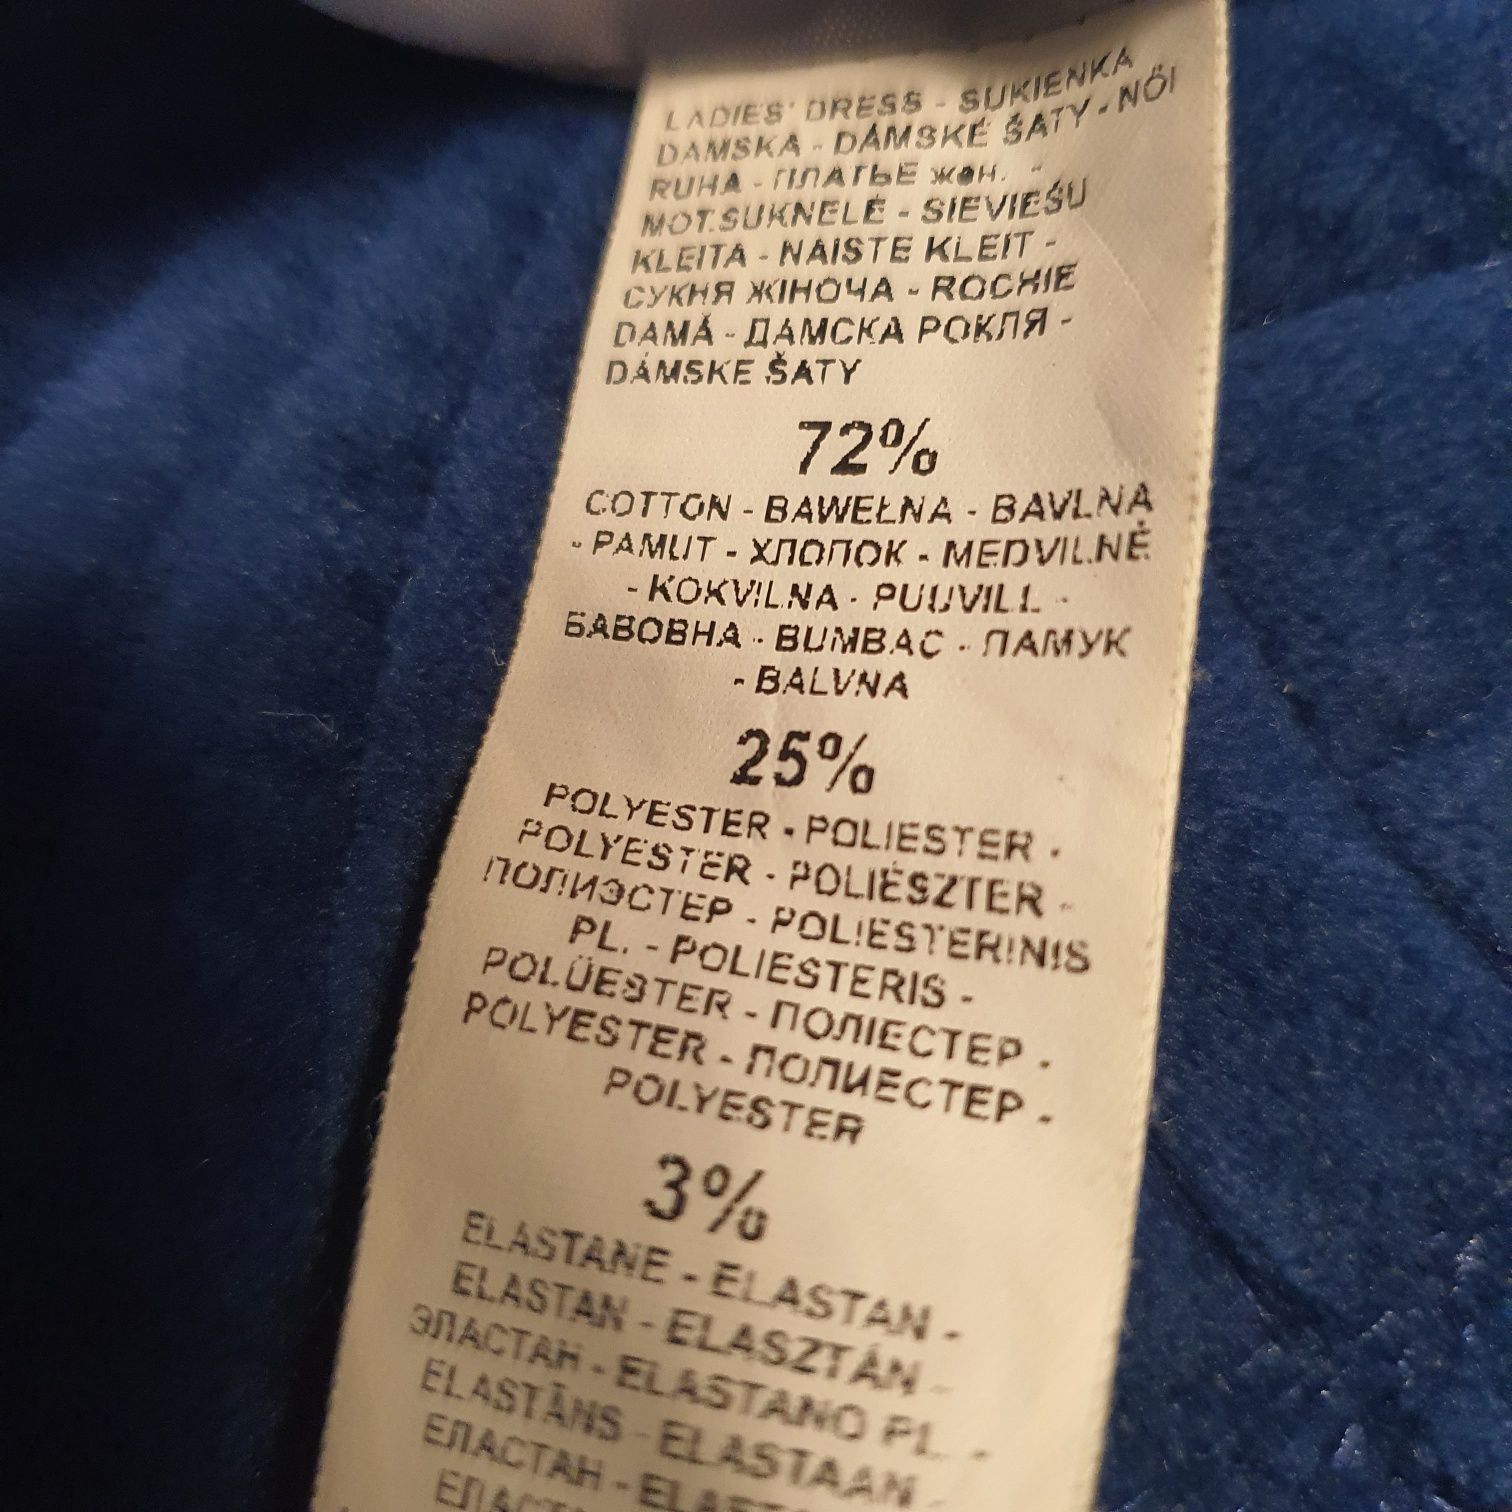 LADIES' DRESS - SUKIENKA
DAMSKA - DÁMSKÉ ŠATY - NŐI
RUHA - ПЛАТЬЕ жен. -
MOT.SUKNELĖ - SIEVIEŠU
KLEITA - NAISTE KLEIT -
СУКНЯ ЖІНОЧА - ROCHIE
DAMĂ - ДАМСКА РОКЛЯ -
DÁMSKE ŠATY
72%
COTTON - BAWEŁNA - BAVLNA
- PAMUT - ХЛОПОК - MEDVILNĖ
- KOKVILNA - PUUVILL -
БАВОВНА - BUMBAC - ПАМУК
- BALVNA
25%
POLYESTER - POLIESTER -
POLYESTER - POLIÉSZTER -
ПОЛИЭСТЕР - POLIESTERINIS
PL. - POLIESTERIS -
POLÜESTER - ПОЛІЕСТЕР -
POLYESTER - ПОЛИЕСТЕР -
POLYESTER
3%
ELASTANE - ELASTAN -
ELASTAN - ELASZTÁN -
ЭЛАСТАН - ELASTANO PL. -
ELASTĀNS - ELASTAAN -
ЕЛАСТАН -